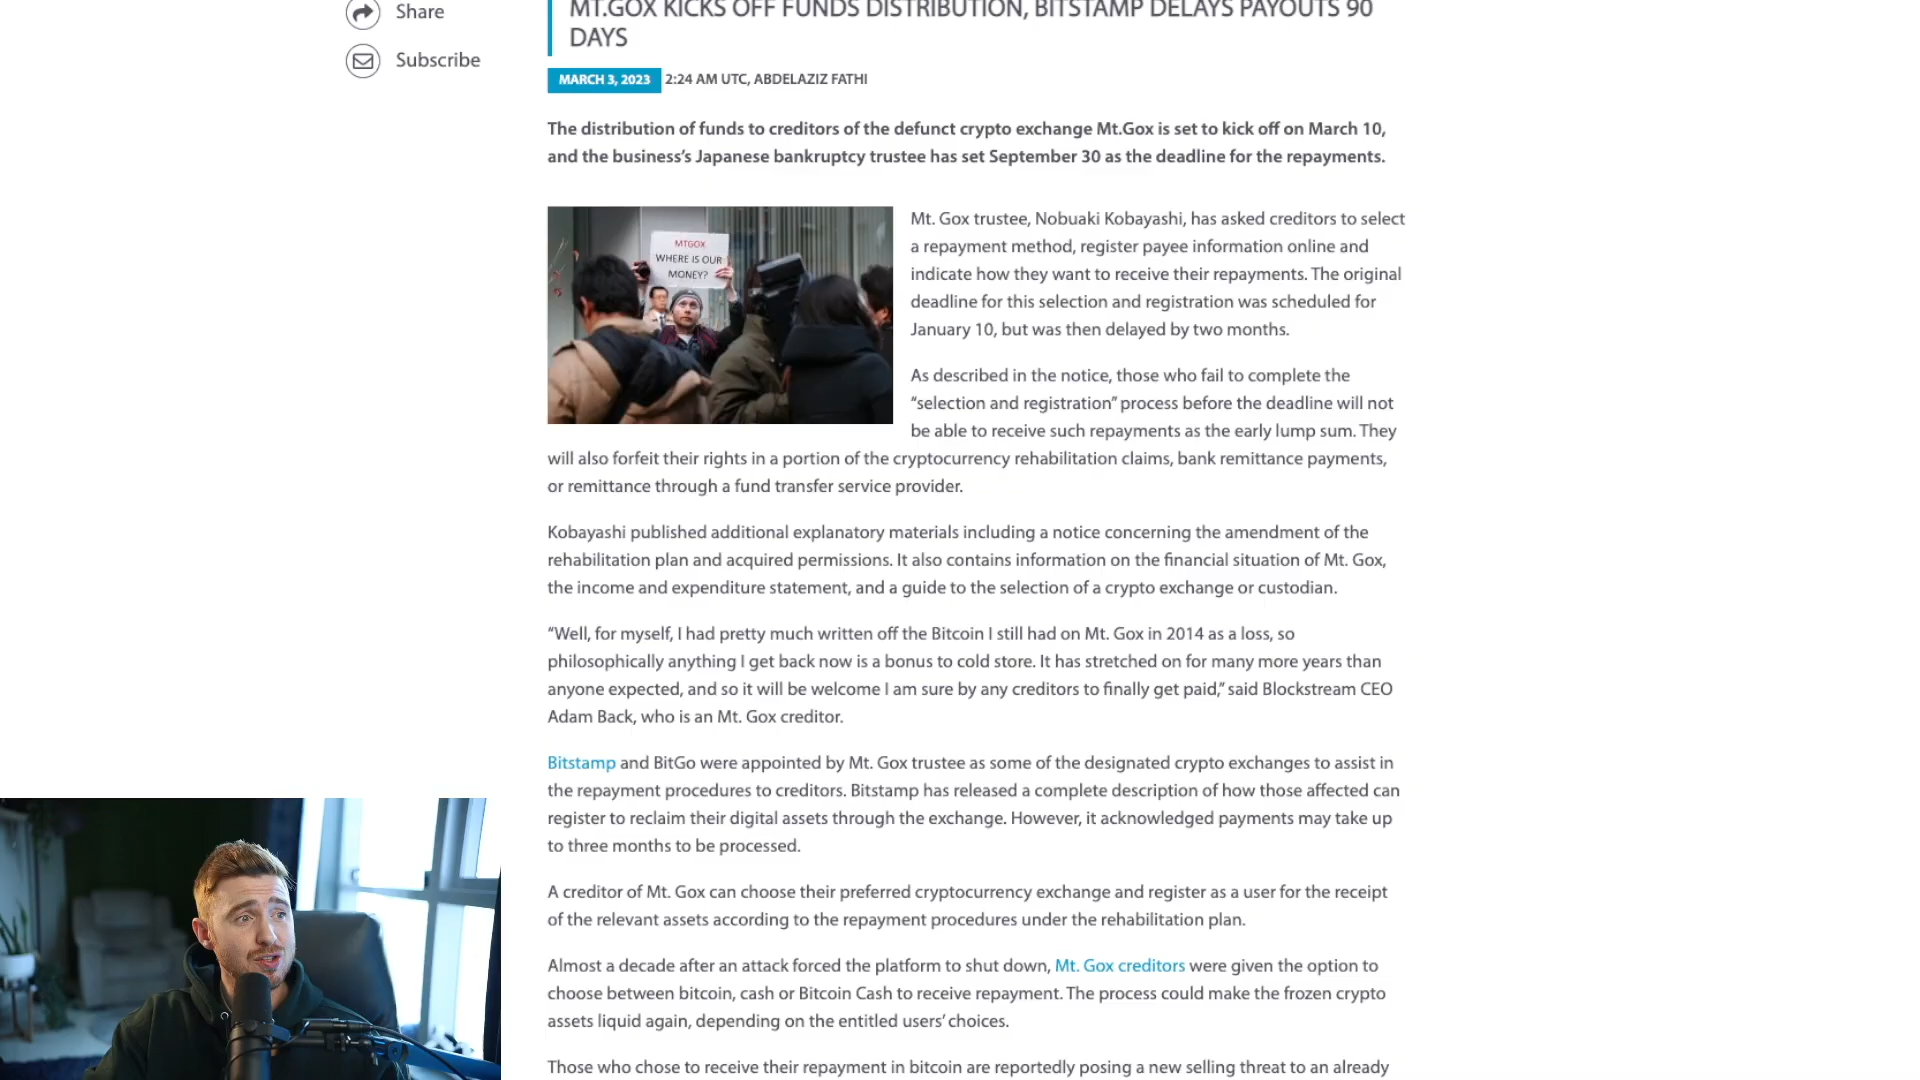 Share
Subscribe
MT.GOX KICKS OFF FUNDS DISTRIBUTION, BITSTAMP DELAYS PAYOUTS 90
DAYS
MARCH 3, 2023 2:24 AM UTC, ABDELAZIZ FATHI
The distribution of funds to creditors of the defunct crypto exchange Mt.Gox is set to kick off on March 10,
and the business’s Japanese bankruptcy trustee has set September 30 as the deadline for the repayments.
MTGOX
WHERE IS OUR
MONEY?
Mt. Gox trustee, Nobuaki Kobayashi, has asked creditors to select
a repayment method, register payee information online and
indicate how they want to receive their repayments. The original
deadline for this selection and registration was scheduled for
January 10, but was then delayed by two months.
As described in the notice, those who fail to complete the
“selection and registration” process before the deadline will not
be able to receive such repayments as the early lump sum. They
will also forfeit their rights in a portion of the cryptocurrency rehabilitation claims, bank remittance payments,
or remittance through a fund transfer service provider.
Kobayashi published additional explanatory materials including a notice concerning the amendment of the
rehabilitation plan and acquired permissions. It also contains information on the financial situation of Mt. Gox,
the income and expenditure statement, and a guide to the selection of a crypto exchange or custodian.
“Well, for myself, I had pretty much written off the Bitcoin I still had on Mt. Gox in 2014 as a loss, so
philosophically anything I get back now is a bonus to cold store. It has stretched on for many more years than
anyone expected, and so it will be welcome I am sure by any creditors to finally get paid,” said Blockstream CEO
Adam Back, who is an Mt. Gox creditor.
Bitstamp and BitGo were appointed by Mt. Gox trustee as some of the designated crypto exchanges to assist in
the repayment procedures to creditors. Bitstamp has released a complete description of how those affected can
register to reclaim their digital assets through the exchange. However, it acknowledged payments may take up
to three months to be processed.
A creditor of Mt. Gox can choose their preferred cryptocurrency exchange and register as a user for the receipt
of the relevant assets according to the repayment procedures under the rehabilitation plan.
Almost a decade after an attack forced the platform to shut down, Mt. Gox creditors were given the option to
choose between bitcoin, cash or Bitcoin Cash to receive repayment. The process could make the frozen crypto
assets liquid again, depending on the entitled users’ choices.
Those who chose to receive their repayment in bitcoin are reportedly posing a new selling threat to an already